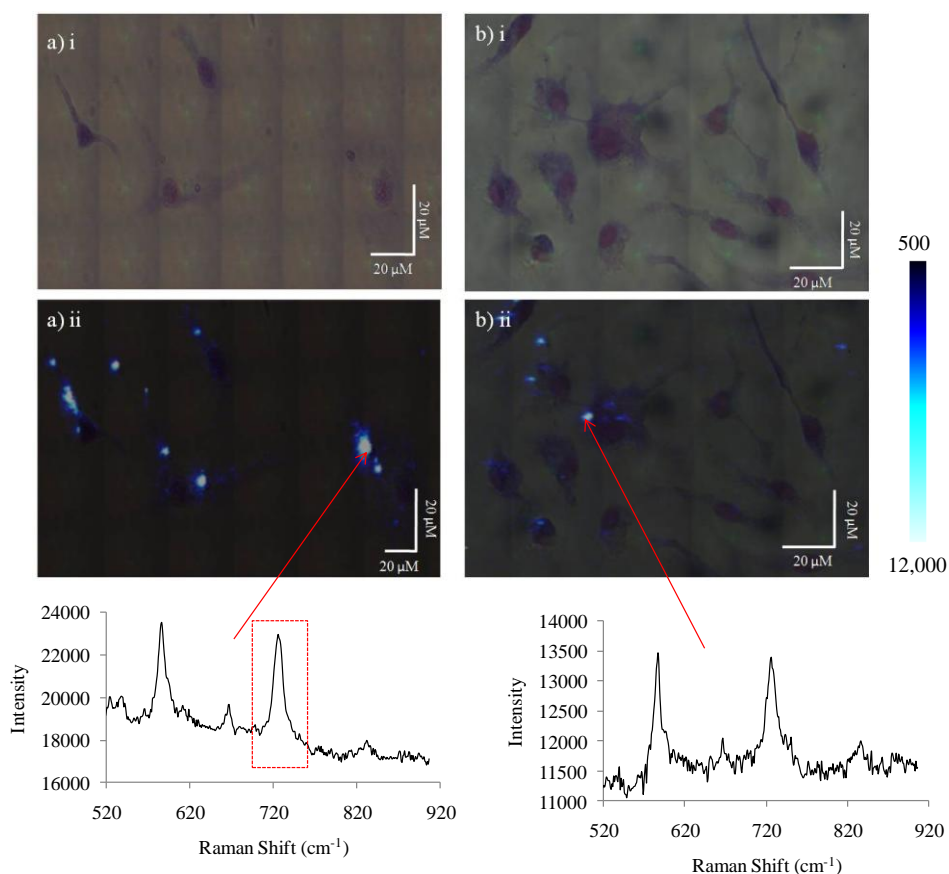 a) i
20 µM
20 µM
b) i
20 µM
20 µM
a) ii
20 µM
20 µM
b) ii
20 µM
20 µM
500
12,000
24000
22000
20000
18000
16000
Intensity
520
620
720
820
920
Raman Shift (cm⁻¹)
14000
13500
13000
12500
12000
11500
11000
Intensity
520
620
720
820
920
Raman Shift (cm⁻¹)